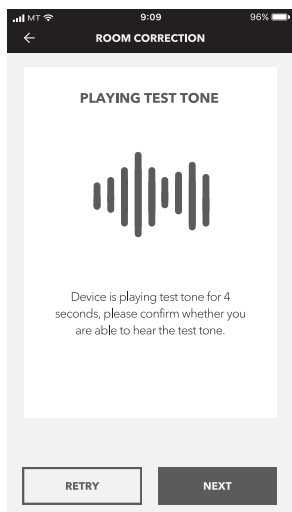 MT 9:09 96%
ROOM CORRECTION
PLAYING TEST TONE
Device is playing test tone for 4
seconds, please confirm whether you
are able to hear the test tone.
RETRY NEXT